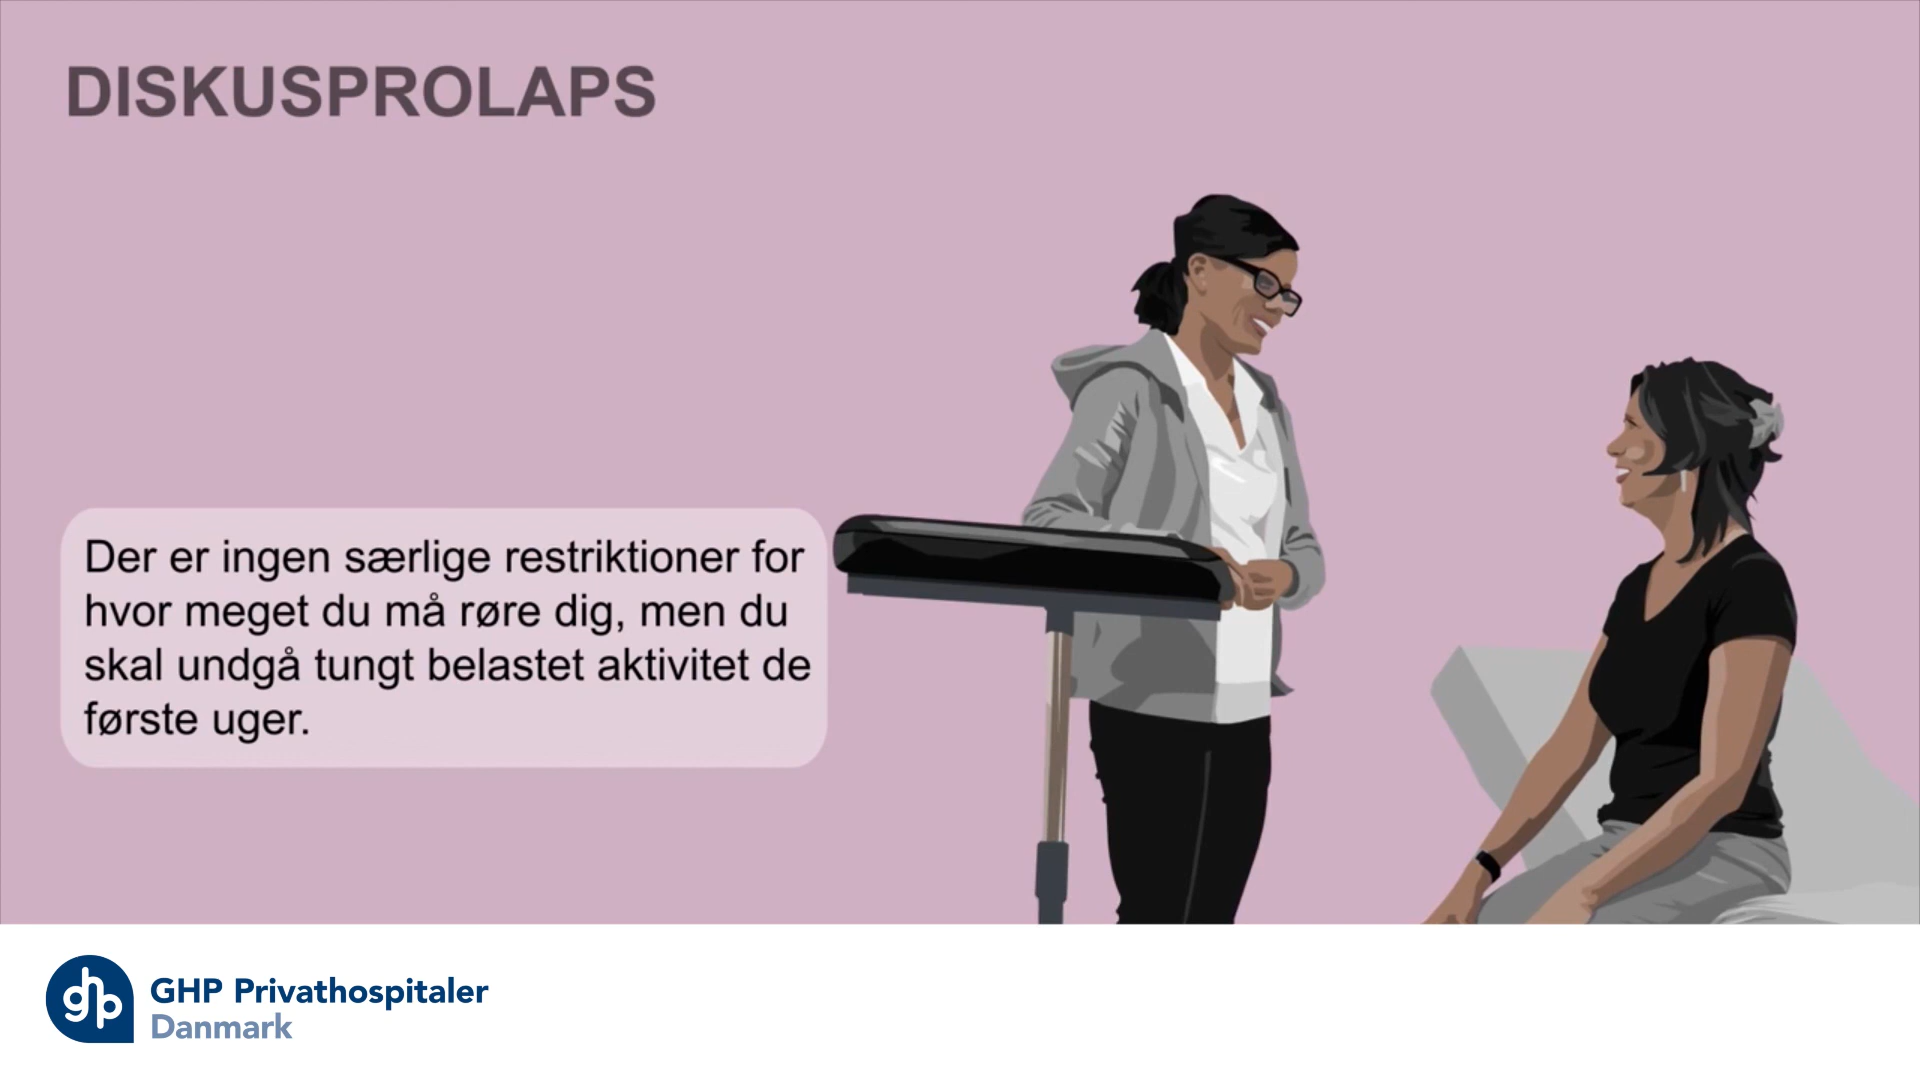 DISKUSPROLAPS
Der er ingen særlige restriktioner for
hvor meget du må røre dig, men du
skal undgå tungt belastet aktivitet de
første uger.
ghp
GHP Privathospitaler
Danmark